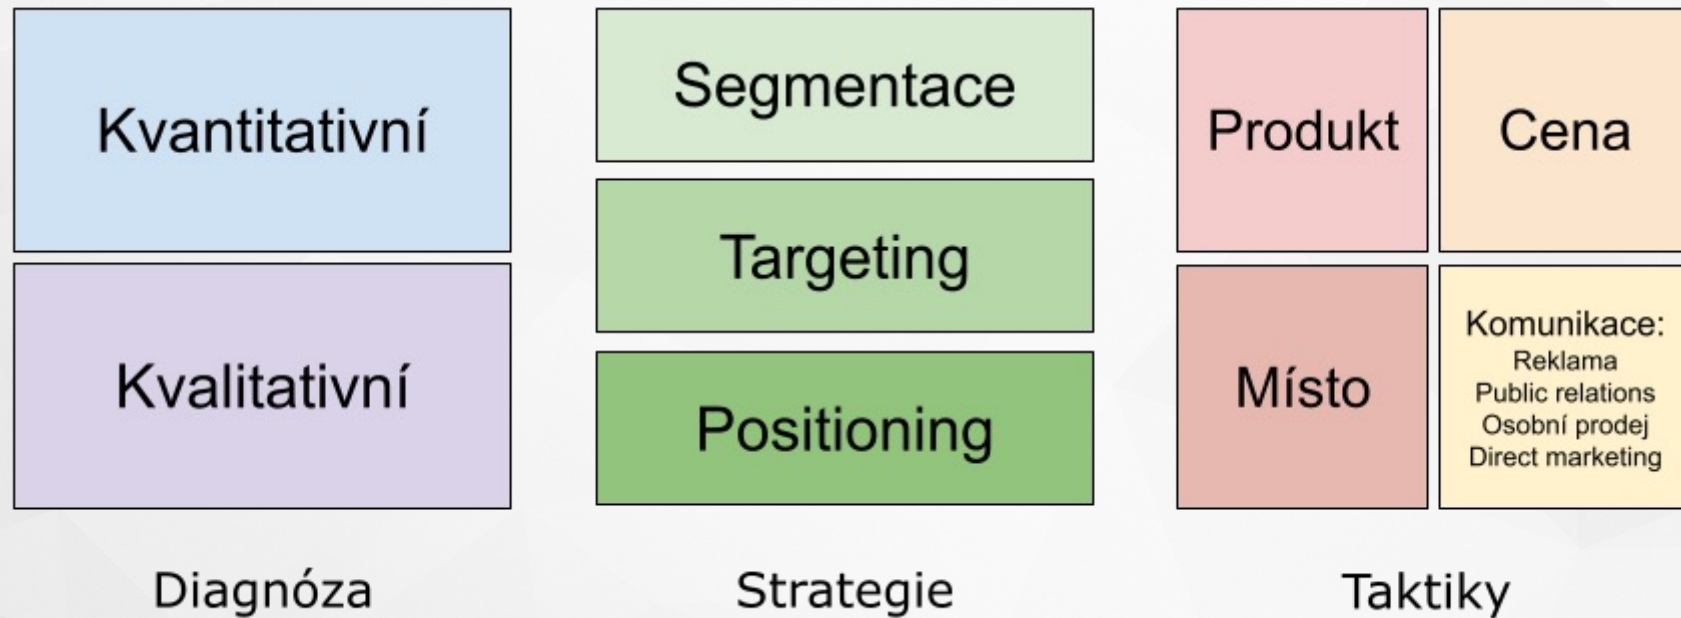 Kvantitativní
Kvalitativní
Diagnóza
Segmentace
Targeting
Positioning
Strategie
Produkt
Cena
Místo
Komunikace:
Reklama
Public relations
Osobní prodej
Direct marketing
Taktiky